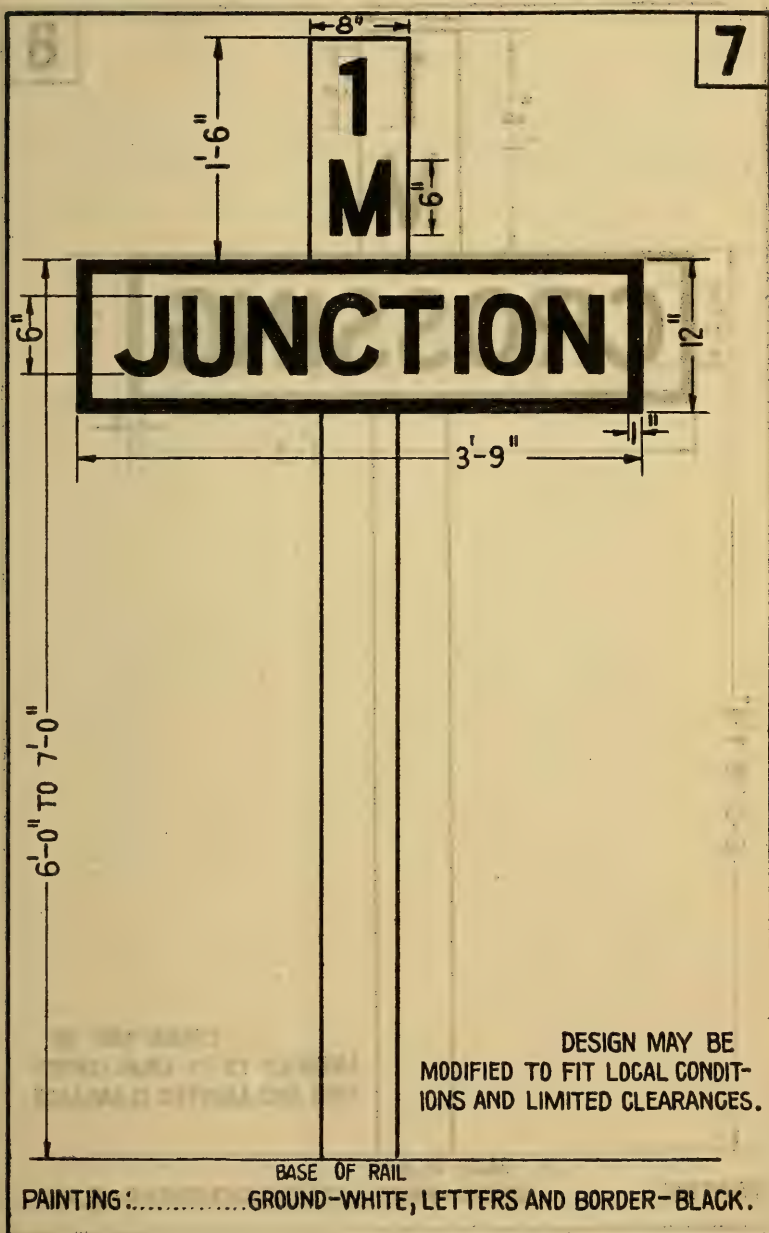 8"
7
1
1'-6"
M
6"
JUNCTION
6"
12"
1"
3'-9"
6'-0" TO 7'-0"
DESIGN MAY BE
MODIFIED TO FIT LOCAL CONDIT-
IONS AND LIMITED CLEARANCES.
BASE OF RAIL
PAINTING:.............GROUND-WHITE, LETTERS AND BORDER-BLACK.